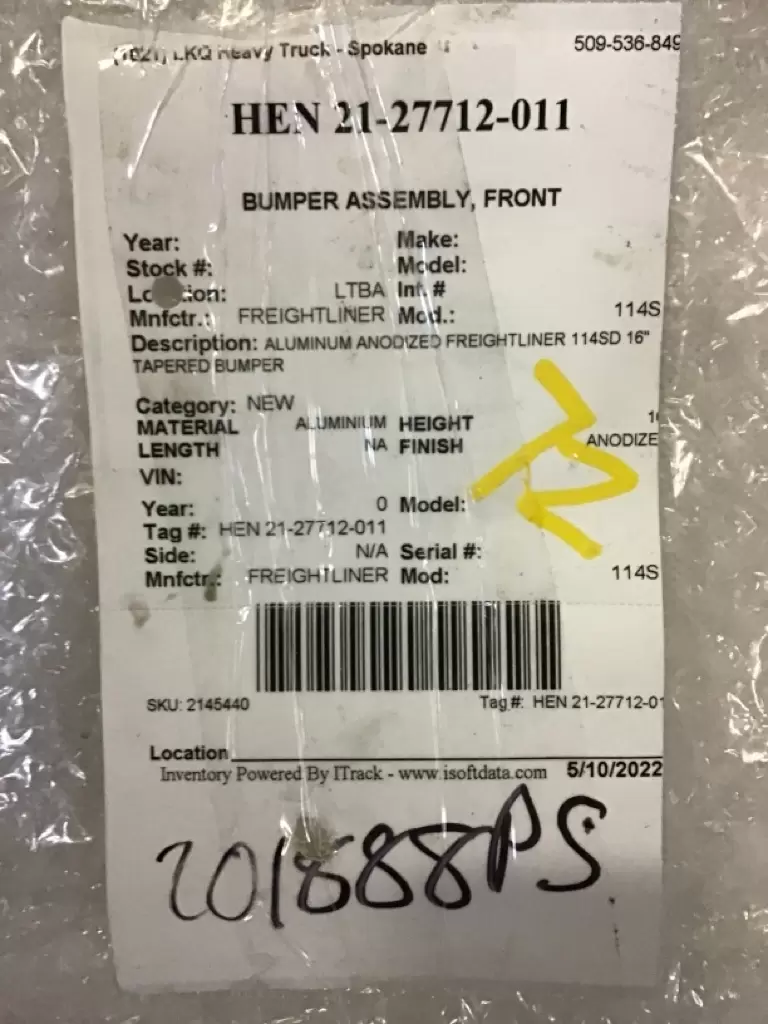 (1621) LKQ Heavy Truck - Spokane 509-536-849
HEN 21-27712-011
BUMPER ASSEMBLY, FRONT
Year: Make:
Stock #: Model:
Location: LTBA Int. #
Mnfctr.: FREIGHTLINER Mod.: 114S
Description: ALUMINUM ANODIZED FREIGHTLINER 114SD 16"
TAPERED BUMPER
Category: NEW
MATERIAL ALUMINIUM HEIGHT 1
LENGTH NA FINISH ANODIZE
VIN:
Year: 0 Model:
Tag #: HEN 21-27712-011
Side: N/A Serial #:
Mnfctr.: FREIGHTLINER Mod: 114S
SKU: 2145440 Tag #: HEN 21-27712-01
Location
Inventory Powered By ITrack - www.isoftdata.com 5/10/2022
201888PS